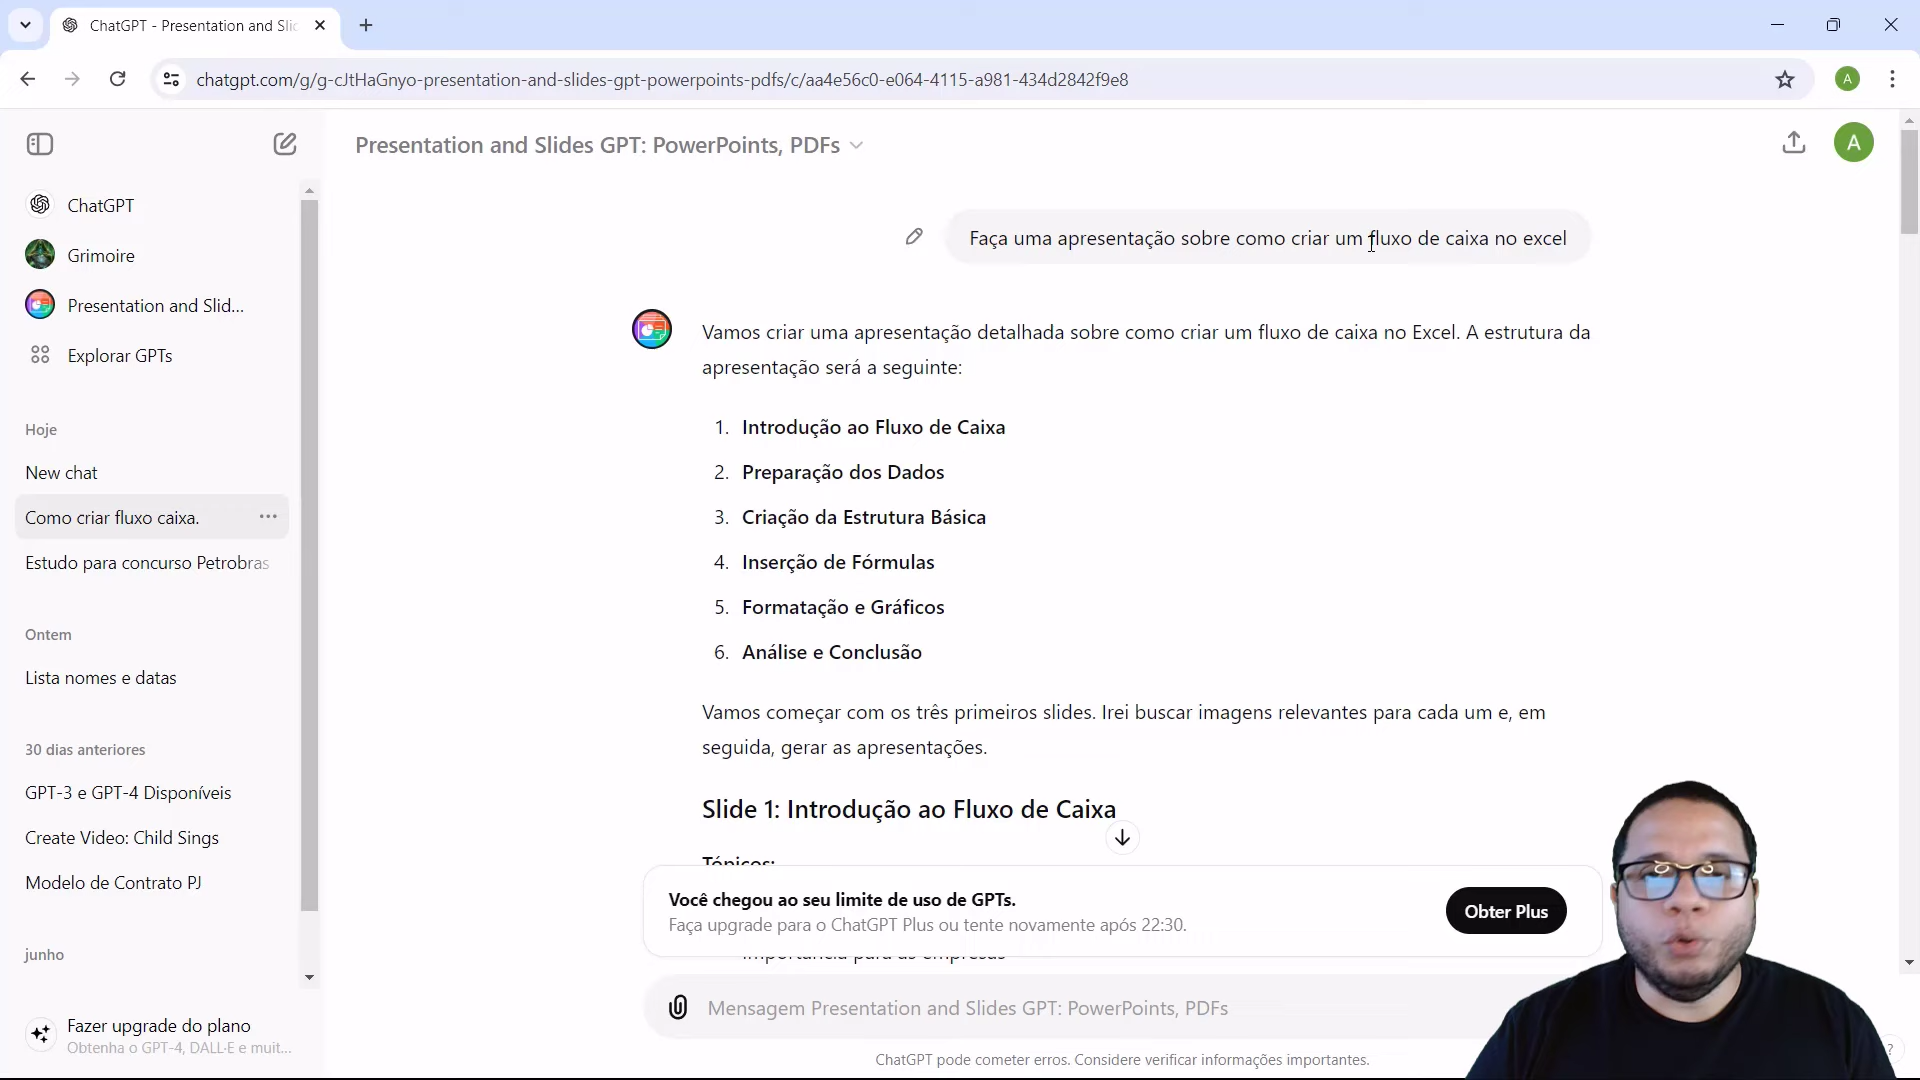 ChatGPT - Presentation and Slic
chatgpt.com/g/g-cJtHaGnyo-presentation-and-slides-gpt-powerpoints-pdfs/c/aa4e56c0-e064-4115-a981-434d2842f9e8
A
Presentation and Slides GPT: PowerPoints, PDFs
A
ChatGPT
Grimoire
Presentation and Slid...
Explorar GPTs
Hoje
New chat
Como criar fluxo caixa.
Estudo para concurso Petrobras
Ontem
Lista nomes e datas
30 dias anteriores
GPT-3 e GPT-4 Disponíveis
Create Video: Child Sings
Modelo de Contrato PJ
junho
Fazer upgrade do plano
Obtenha o GPT-4, DALL·E e muit...
Faça uma apresentação sobre como criar um fluxo de caixa no excel
Vamos criar uma apresentação detalhada sobre como criar um fluxo de caixa no Excel. A estrutura da
apresentação será a seguinte:
1. Introdução ao Fluxo de Caixa
2. Preparação dos Dados
3. Criação da Estrutura Básica
4. Inserção de Fórmulas
5. Formatação e Gráficos
6. Análise e Conclusão
Vamos começar com os três primeiros slides. Irei buscar imagens relevantes para cada um e, em
seguida, gerar as apresentações.
Slide 1: Introdução ao Fluxo de Caixa
Tópicos:
Você chegou ao seu limite de uso de GPTs.
Faça upgrade para o ChatGPT Plus ou tente novamente após 22:30.
Obter Plus
Importância para as empresas
Mensagem Presentation and Slides GPT: PowerPoints, PDFs
ChatGPT pode cometer erros. Considere verificar informações importantes.
?